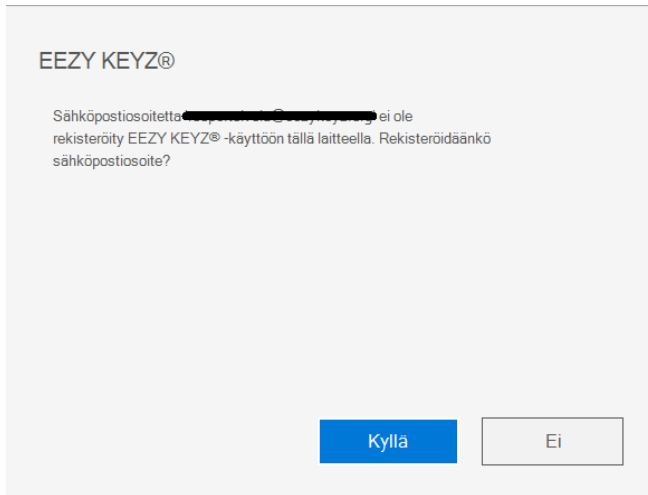 EEZY KEYZ®
Sähköpostiosoitetta ei ole
rekisteröity EEZY KEYZ® -käyttöön tällä laitteella. Rekisteröidäänkö
sähköpostiosoite?
Kyllä
Ei